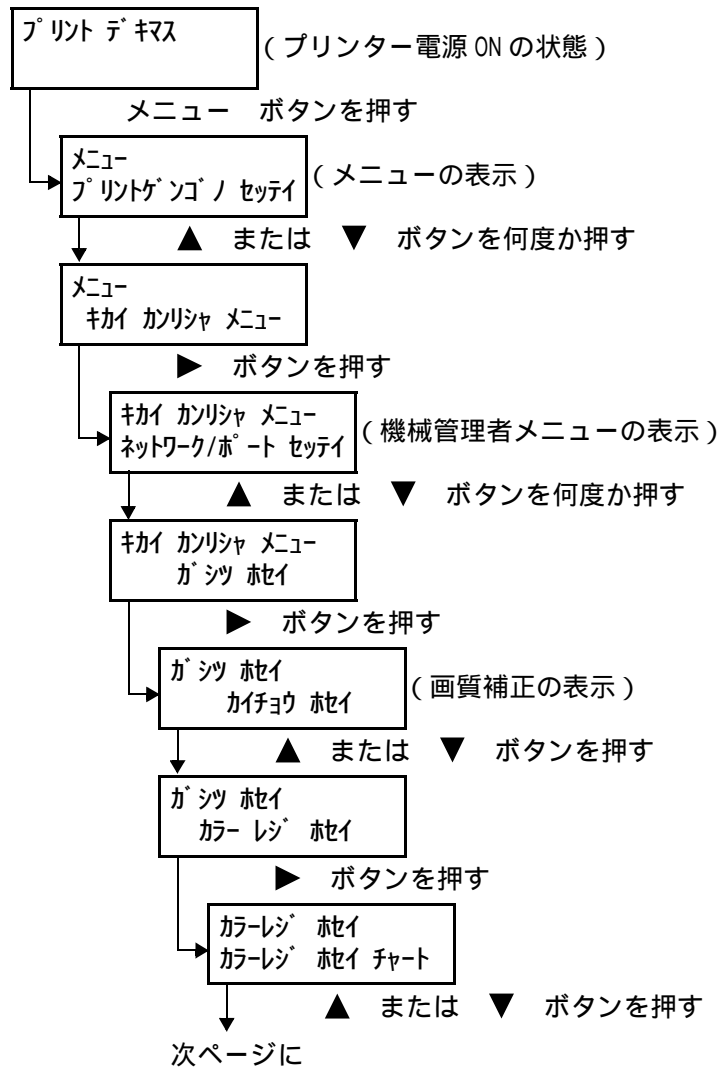 ﾌﾟﾘﾝﾄ ﾃﾞｷﾏｽ
(プリンター電源 ON の状態)
メニュー ボタンを押す
ﾒﾆｭｰ
ﾌﾟﾘﾝﾄｹﾞﾝｺﾞﾉ ｾｯﾃｲ
(メニューの表示)
▲ または ▼ ボタンを何度か押す
ﾒﾆｭｰ
ｷｶｲ ｶﾝﾘｼｬ ﾒﾆｭｰ
▶ ボタンを押す
ｷｶｲ ｶﾝﾘｼｬ ﾒﾆｭｰ
ﾈｯﾄﾜｰｸ/ﾎﾟｰﾄ ｾｯﾃｲ
(機械管理者メニューの表示)
▲ または ▼ ボタンを何度か押す
ｷｶｲ ｶﾝﾘｼｬ ﾒﾆｭｰ
ｶﾞｼﾂ ﾎｾｲ
▶ ボタンを押す
ｶﾞｼﾂ ﾎｾｲ
ｶｲﾁｮｳ ﾎｾｲ
(画質補正の表示)
▲ または ▼ ボタンを押す
ｶﾞｼﾂ ﾎｾｲ
ｶﾗｰ ﾚｼﾞ ﾎｾｲ
▶ ボタンを押す
ｶﾗｰﾚｼﾞ ﾎｾｲ
ｶﾗｰﾚｼﾞ ﾎｾｲ ﾁｬｰﾄ
▲ または ▼ ボタンを押す
次ページに